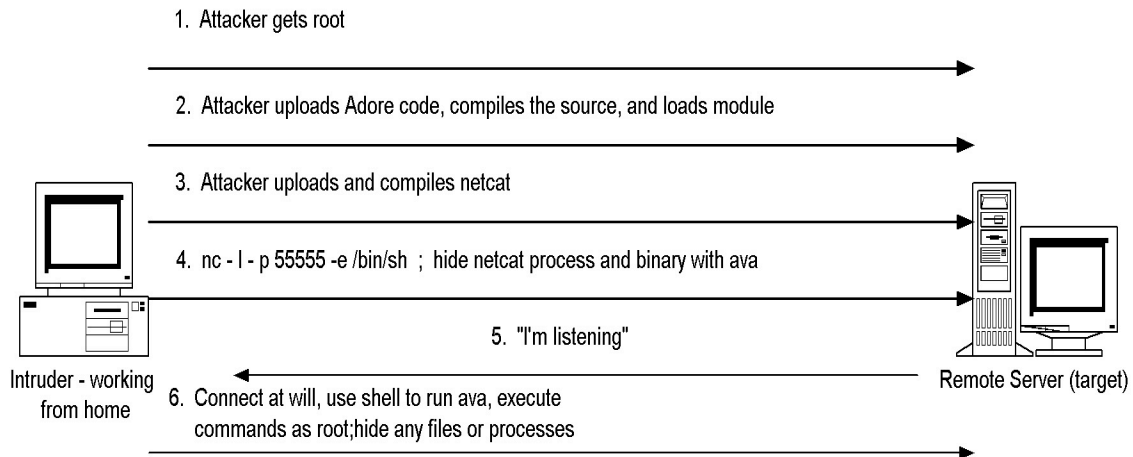 1. Attacker gets root
2. Attacker uploads Adore code, compiles the source, and loads module
3. Attacker uploads and compiles netcat
4. nc - l - p 55555 -e /bin/sh ; hide netcat process and binary with ava
5. "I'm listening"
Intruder - working
from home
Remote Server (target)
6. Connect at will, use shell to run ava, execute
commands as root;hide any files or processes